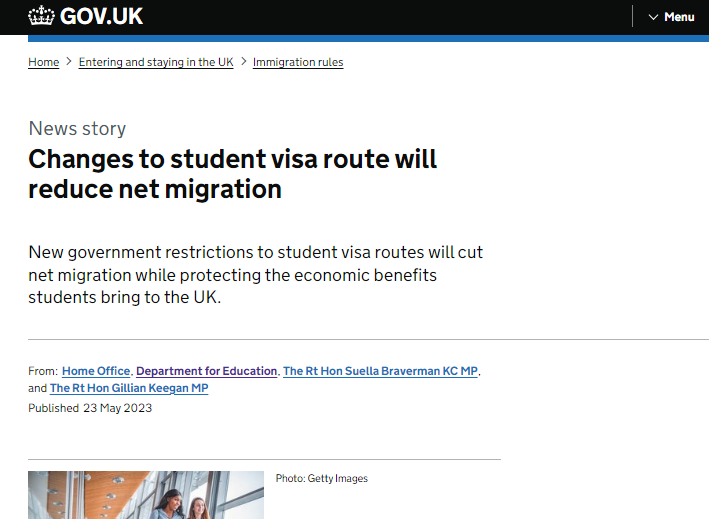 GOV.UK
Menu
Home > Entering and staying in the UK > Immigration rules
News story
Changes to student visa route will
reduce net migration
New government restrictions to student visa routes will cut
net migration while protecting the economic benefits
students bring to the UK.
From: Home Office, Department for Education, The Rt Hon Suella Braverman KC MP,
and The Rt Hon Gillian Keegan MP
Published 23 May 2023
Photo: Getty Images